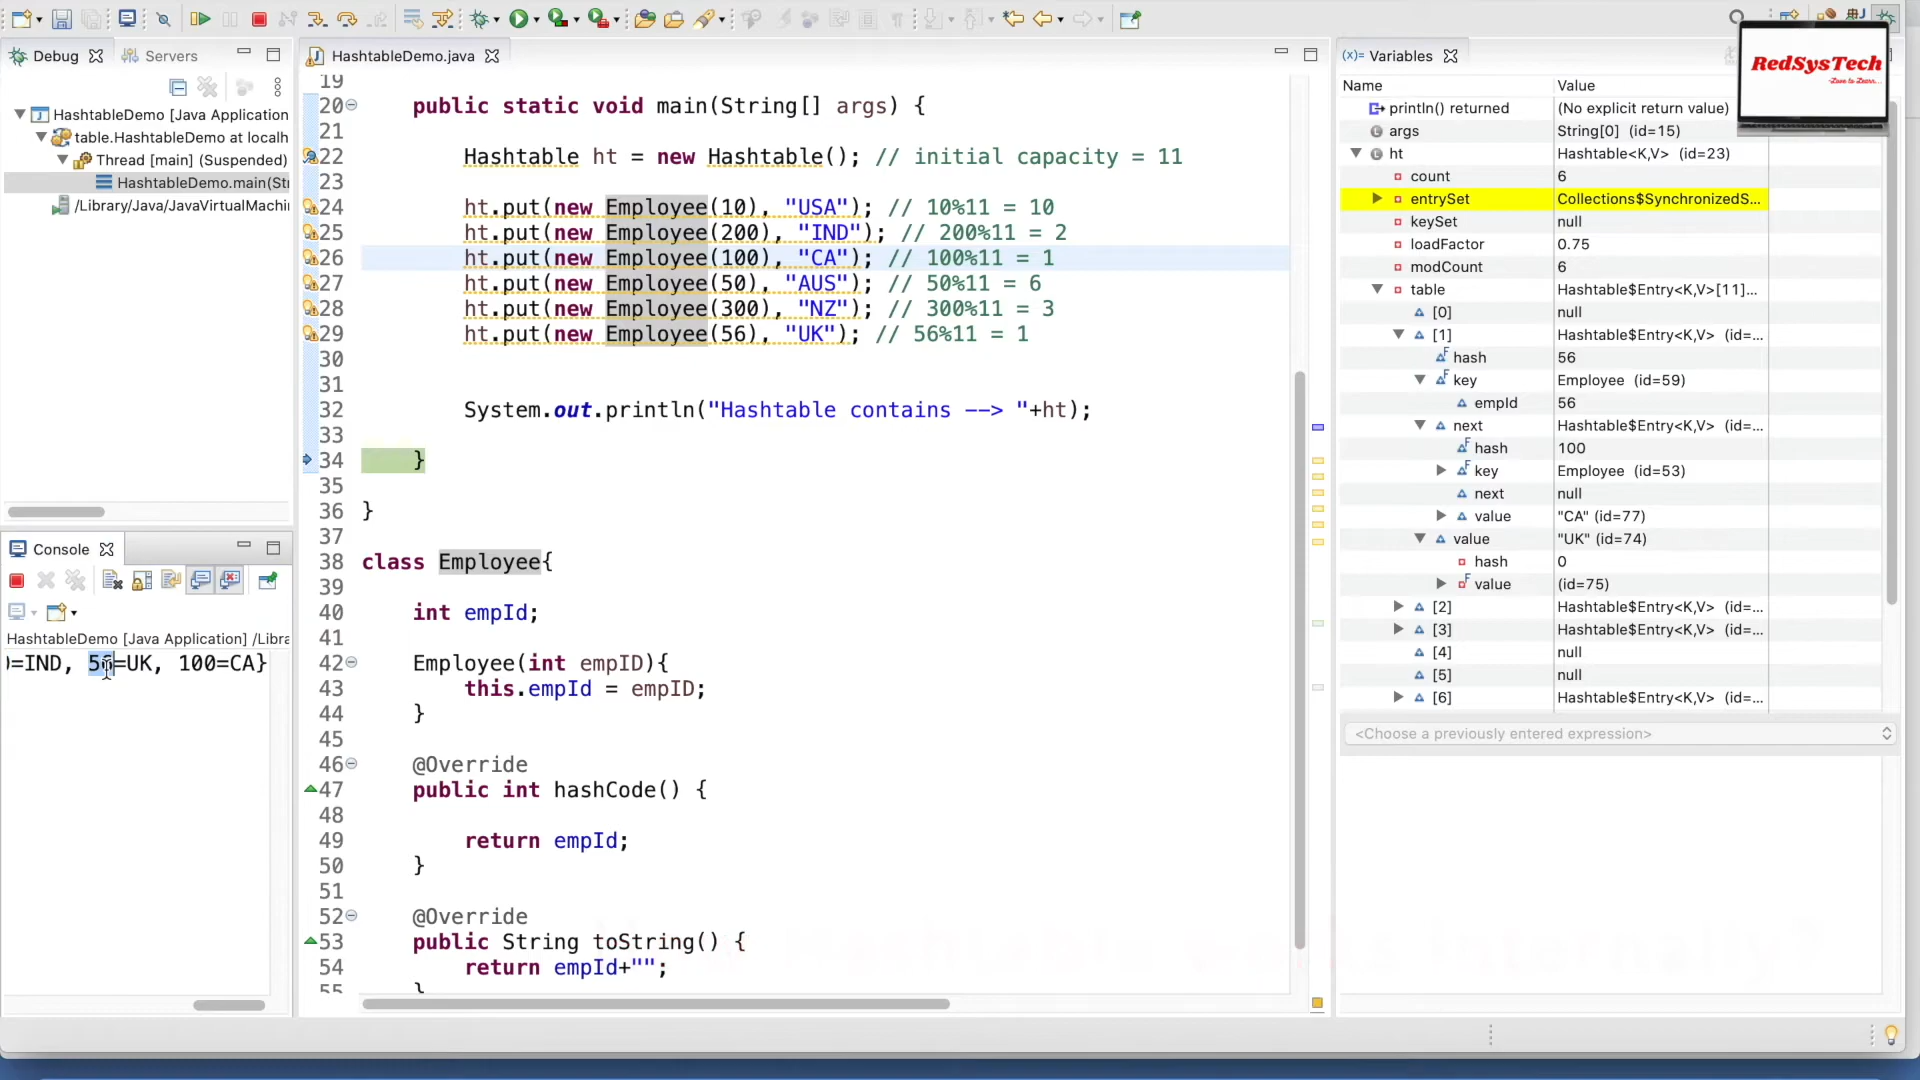 Debug
Servers
HashtableDemo [Java Application
table.HashtableDemo at localh
Thread [main] (Suspended)
HashtableDemo.main(Str
/Library/Java/JavaVirtualMachi
Console
HashtableDemo [Java Application] /Libra
)=IND, 56=UK, 100=CA}
HashtableDemo.java
19
20 public static void main(String[] args) {
21
22 Hashtable ht = new Hashtable(); // initial capacity = 11
23
24 ht.put(new Employee(10), "USA"); // 10%11 = 10
25 ht.put(new Employee(200), "IND"); // 200%11 = 2
26 ht.put(new Employee(100), "CA"); // 100%11 = 1
27 ht.put(new Employee(50), "AUS"); // 50%11 = 6
28 ht.put(new Employee(300), "NZ"); // 300%11 = 3
29 ht.put(new Employee(56), "UK"); // 56%11 = 1
30
31
32 System.out.println("Hashtable contains --> "+ht);
33
34 }
35
36 }
37
38 class Employee{
39
40 int empId;
41
42 Employee(int empID){
43 this.empId = empID;
44 }
45
46 @Override
47 public int hashCode() {
48
49 return empId;
50 }
51
52 @Override
53 public String toString() {
54 return empId+"";
55 }
(x)= Variables
Name Value
println() returned (No explicit return value)
args String[0] (id=15)
ht Hashtable<K,V> (id=23)
count 6
entrySet Collections$SynchronizedS...
keySet null
loadFactor 0.75
modCount 6
table Hashtable$Entry<K,V>[11]...
[0] null
[1] Hashtable$Entry<K,V> (id=...
hash 56
key Employee (id=59)
empId 56
next Hashtable$Entry<K,V> (id=...
hash 100
key Employee (id=53)
next null
value "CA" (id=77)
value "UK" (id=74)
hash 0
value (id=75)
[2] Hashtable$Entry<K,V> (id=...
[3] Hashtable$Entry<K,V> (id=...
[4] null
[5] null
[6] Hashtable$Entry<K,V> (id=...
<Choose a previously entered expression>
RedSysTech